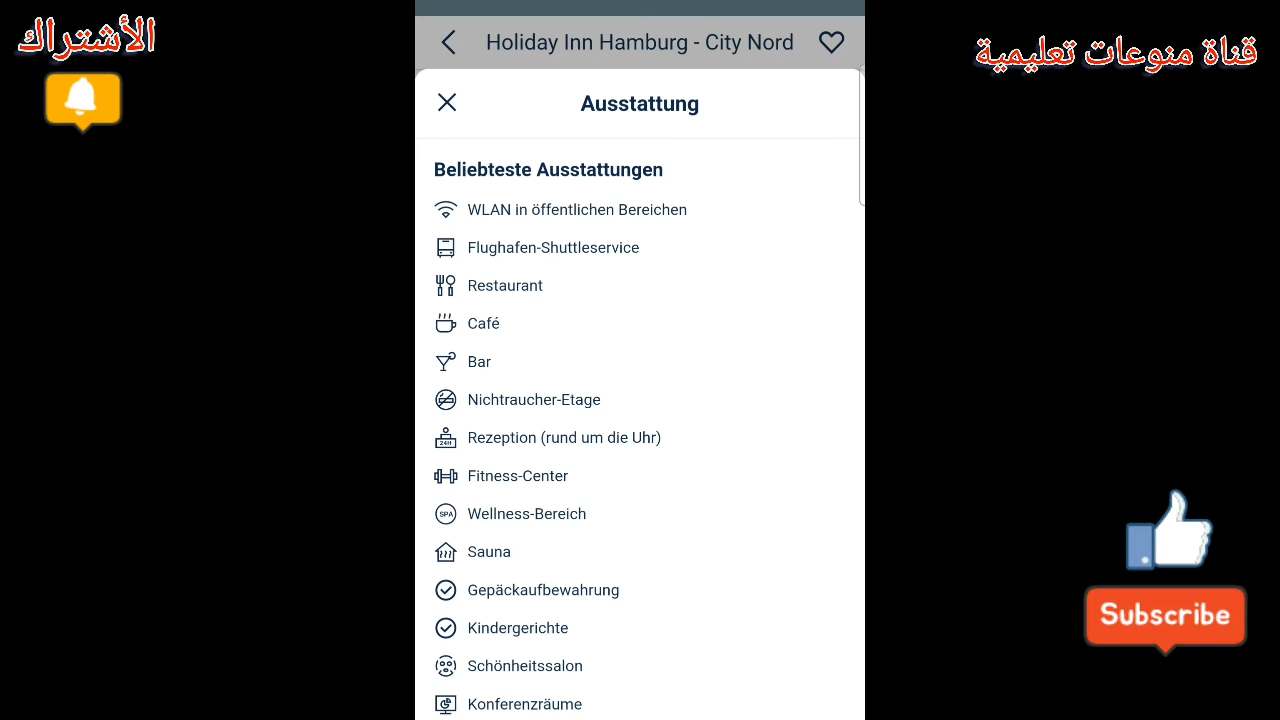 الأشتراك
قناة منوعات تعليمية
Holiday Inn Hamburg - City Nord
Ausstattung
Beliebteste Ausstattungen
WLAN in öffentlichen Bereichen
Flughafen-Shuttleservice
Restaurant
Café
Bar
Nichtraucher-Etage
24H
Rezeption (rund um die Uhr)
Fitness-Center
SPA
Wellness-Bereich
Sauna
Gepäckaufbewahrung
Kindergerichte
Schönheitssalon
Konferenzräume
Subscribe